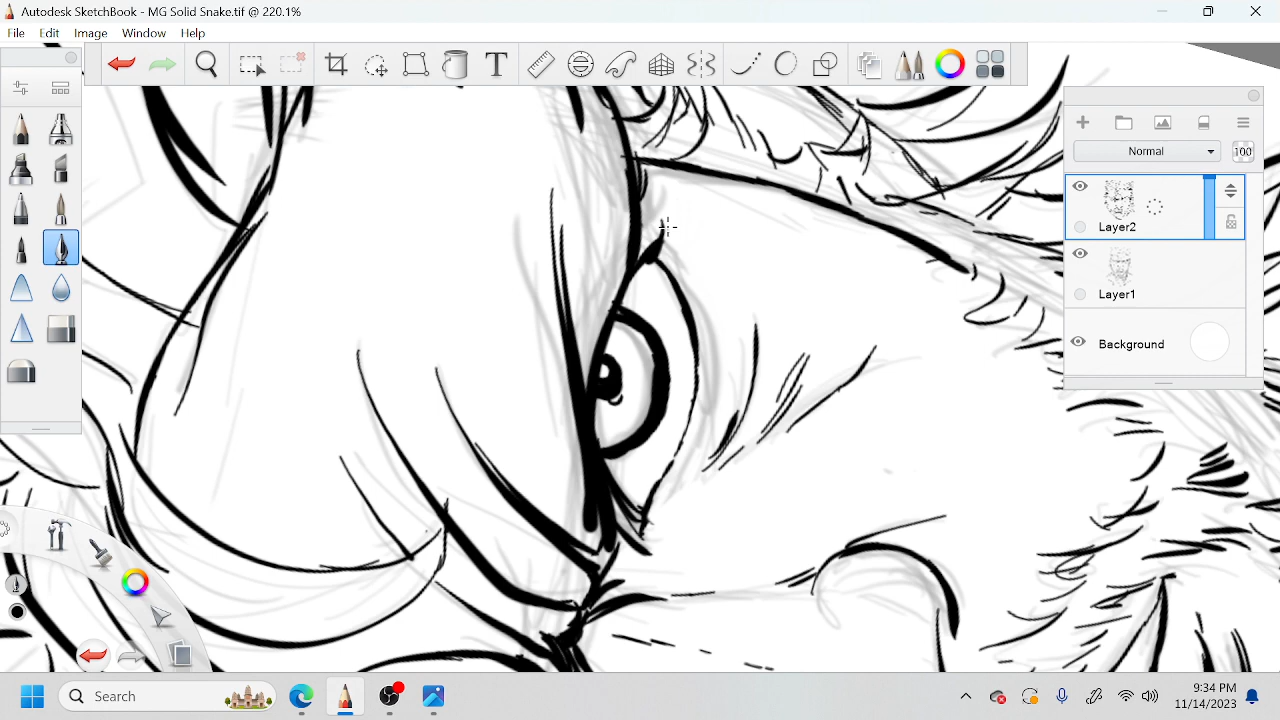 Autodesk SketchBook - MG Solid Snake.tif @ 220.1%
File Edit Image Window Help
T
Normal
100
Layer2
Layer1
Background
Search
9:34 PM
11/14/2023